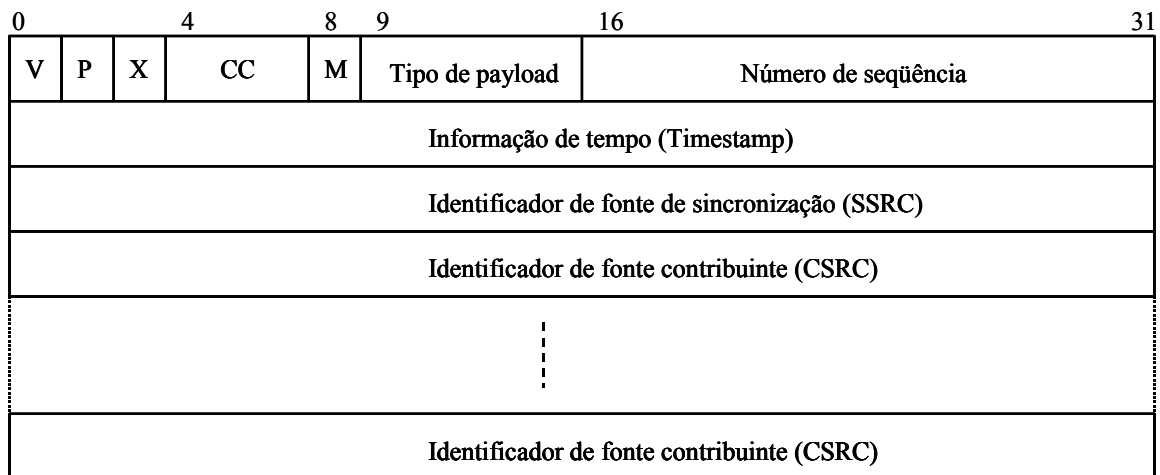 0 4 8 9 16 31
V P X CC M Tipo de payload Número de seqüência
Informação de tempo (Timestamp)
Identificador de fonte de sincronização (SSRC)
Identificador de fonte contribuinte (CSRC)
Identificador de fonte contribuinte (CSRC)